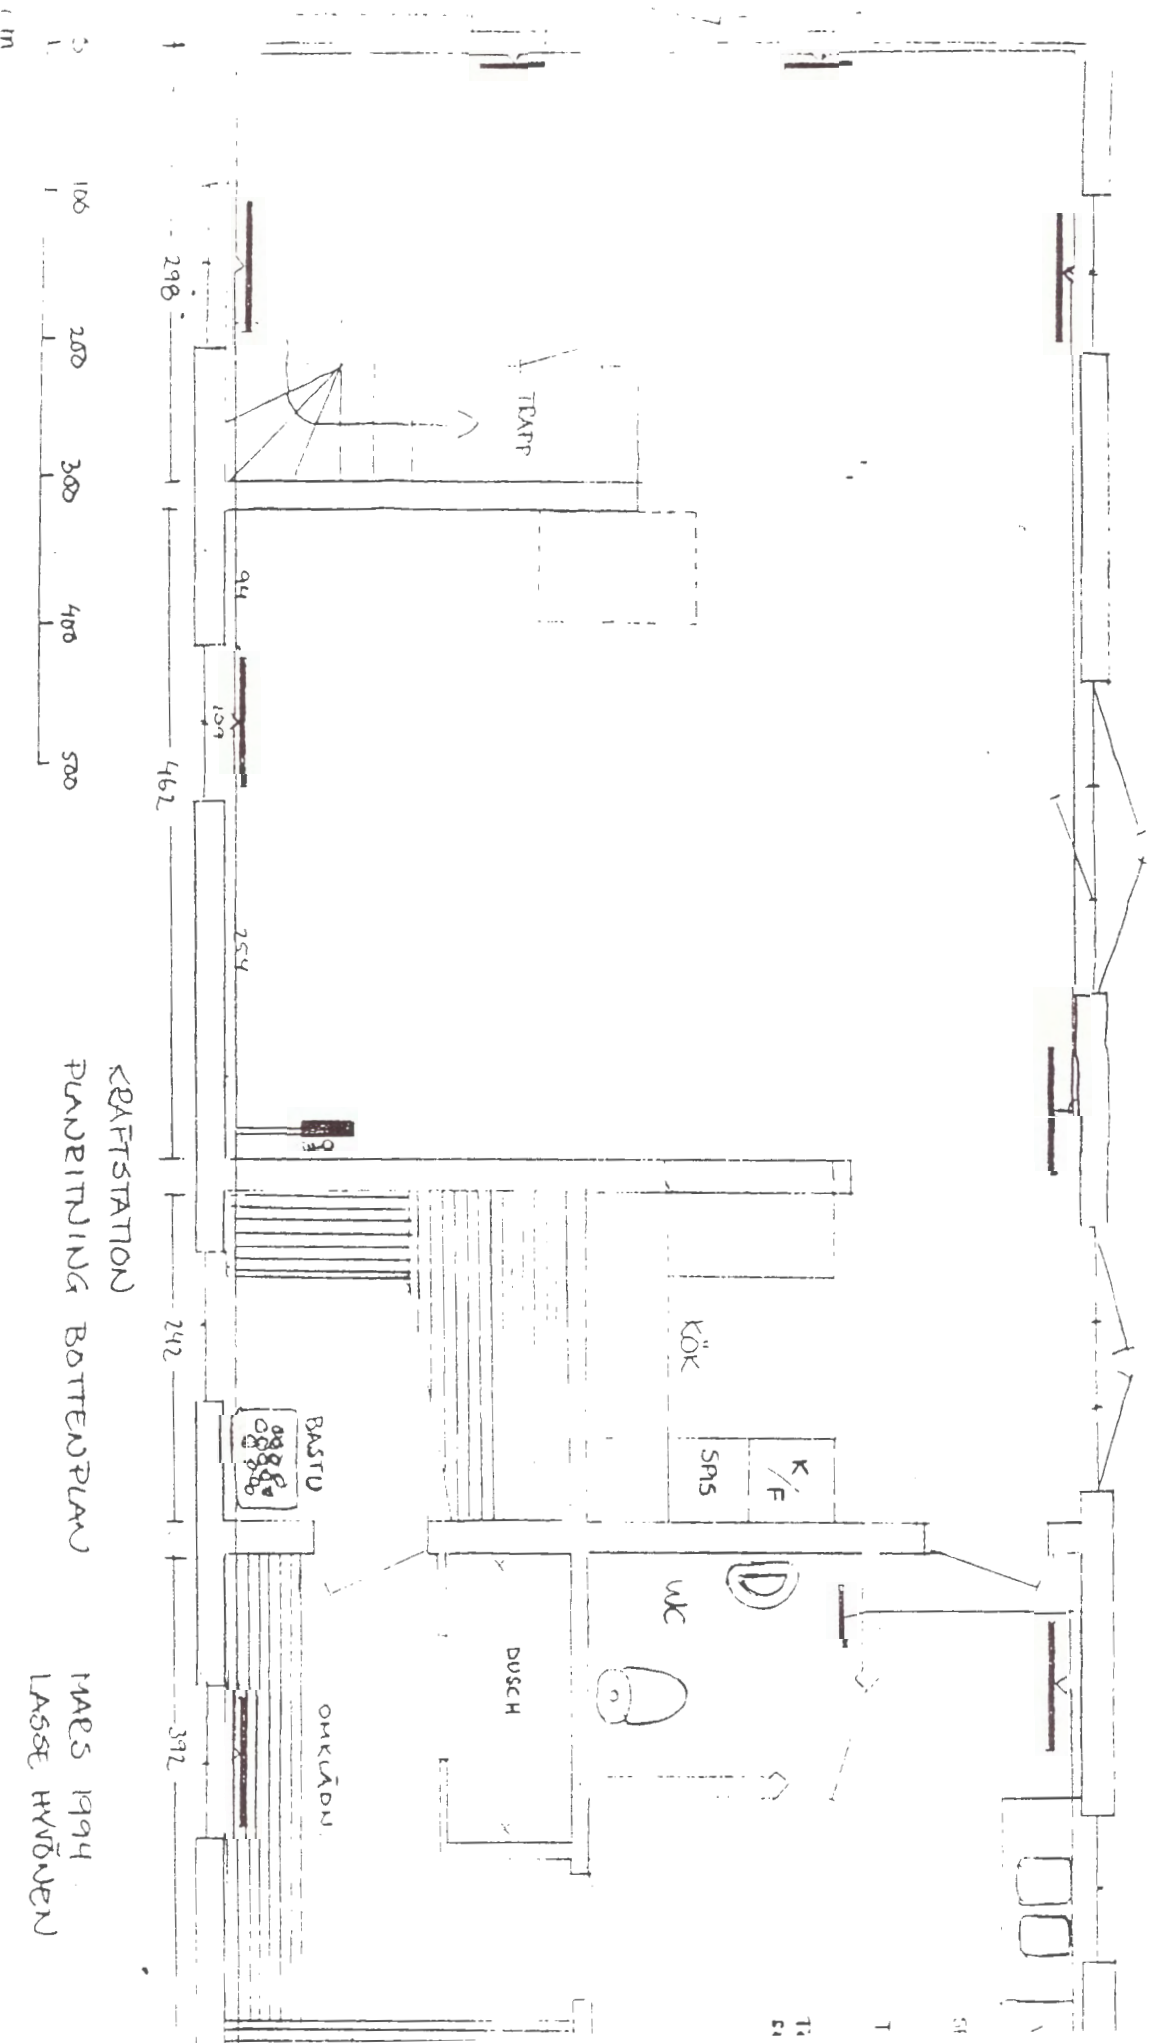 TRAPP
KÖK
K/F
SPIS
BASTU
WC
DUSCH
OMKLÄDN.
298
94
109
462
254
242
392
100
200
300
400
500
KRAFTSTATION
PLANRITNING BOTTENPLAN
MARS 1994
LASSE HYVÖNEN